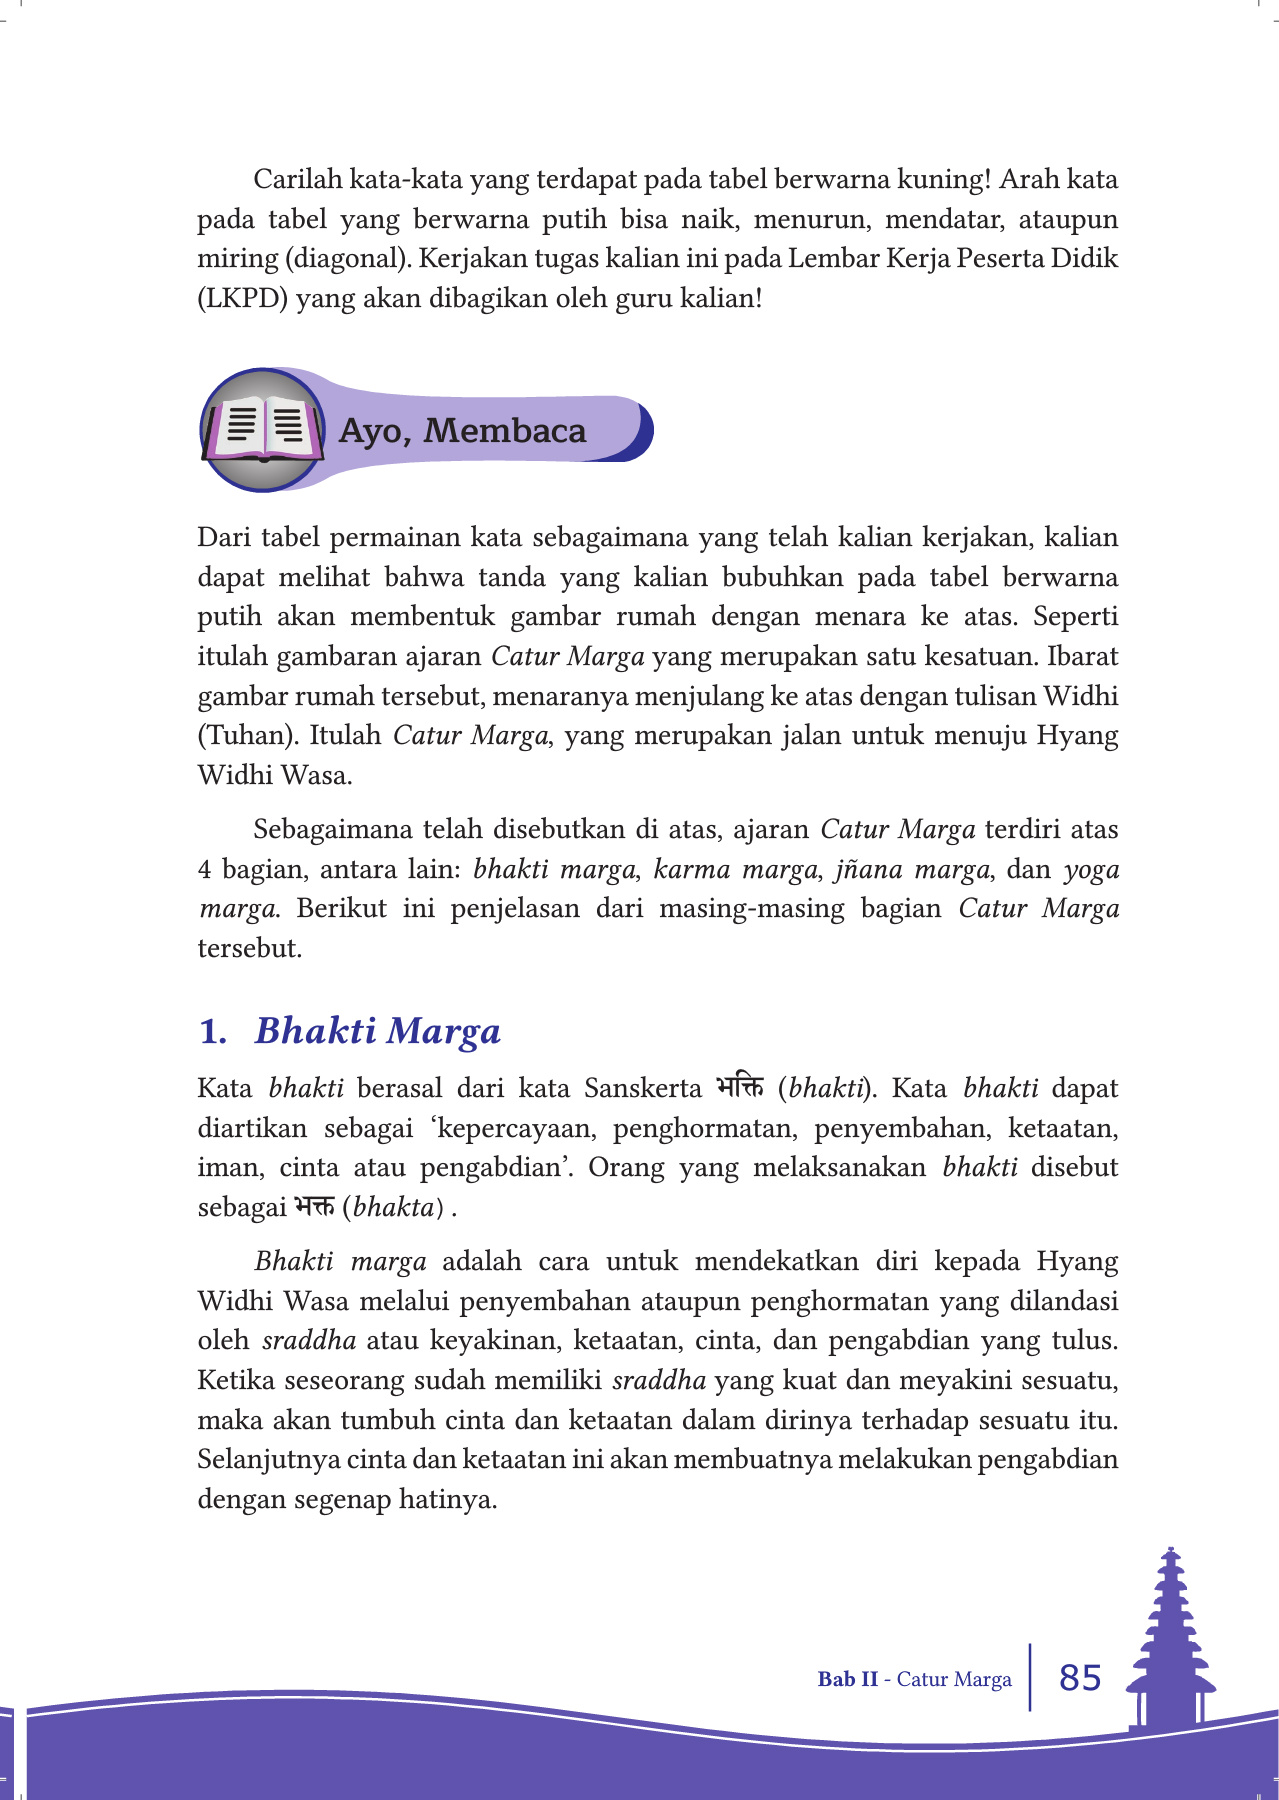 Carilah kata-kata yang terdapat pada tabel berwarna kuning! Arah kata
pada tabel yang berwarna putih bisa naik, menurun, mendatar, ataupun
miring (diagonal). Kerjakan tugas kalian ini pada Lembar Kerja Peserta Didik
(LKPD) yang akan dibagikan oleh guru kalian!
Ayo, Membaca
Dari tabel permainan kata sebagaimana yang telah kalian kerjakan, kalian
dapat melihat bahwa tanda yang kalian bubuhkan pada tabel berwarna
putih akan membentuk gambar rumah dengan menara ke atas. Seperti
itulah gambaran ajaran Catur Marga yang merupakan satu kesatuan. Ibarat
gambar rumah tersebut, menaranya menjulang ke atas dengan tulisan Widhi
(Tuhan). Itulah Catur Marga, yang merupakan jalan untuk menuju Hyang
Widhi Wasa.
Sebagaimana telah disebutkan di atas, ajaran Catur Marga terdiri atas
4 bagian, antara lain: bhakti marga, karma marga, jñana marga, dan yoga
marga. Berikut ini penjelasan dari masing-masing bagian Catur Marga
tersebut.
1. Bhakti Marga
Kata bhakti berasal dari kata Sanskerta भक्ति (bhakti). Kata bhakti dapat
diartikan sebagai ‘kepercayaan, penghormatan, penyembahan, ketaatan,
iman, cinta atau pengabdian’. Orang yang melaksanakan bhakti disebut
sebagai भक्त (bhakta) .
Bhakti marga adalah cara untuk mendekatkan diri kepada Hyang
Widhi Wasa melalui penyembahan ataupun penghormatan yang dilandasi
oleh sraddha atau keyakinan, ketaatan, cinta, dan pengabdian yang tulus.
Ketika seseorang sudah memiliki sraddha yang kuat dan meyakini sesuatu,
maka akan tumbuh cinta dan ketaatan dalam dirinya terhadap sesuatu itu.
Selanjutnya cinta dan ketaatan ini akan membuatnya melakukan pengabdian
dengan segenap hatinya.
Bab II - Catur Marga 85